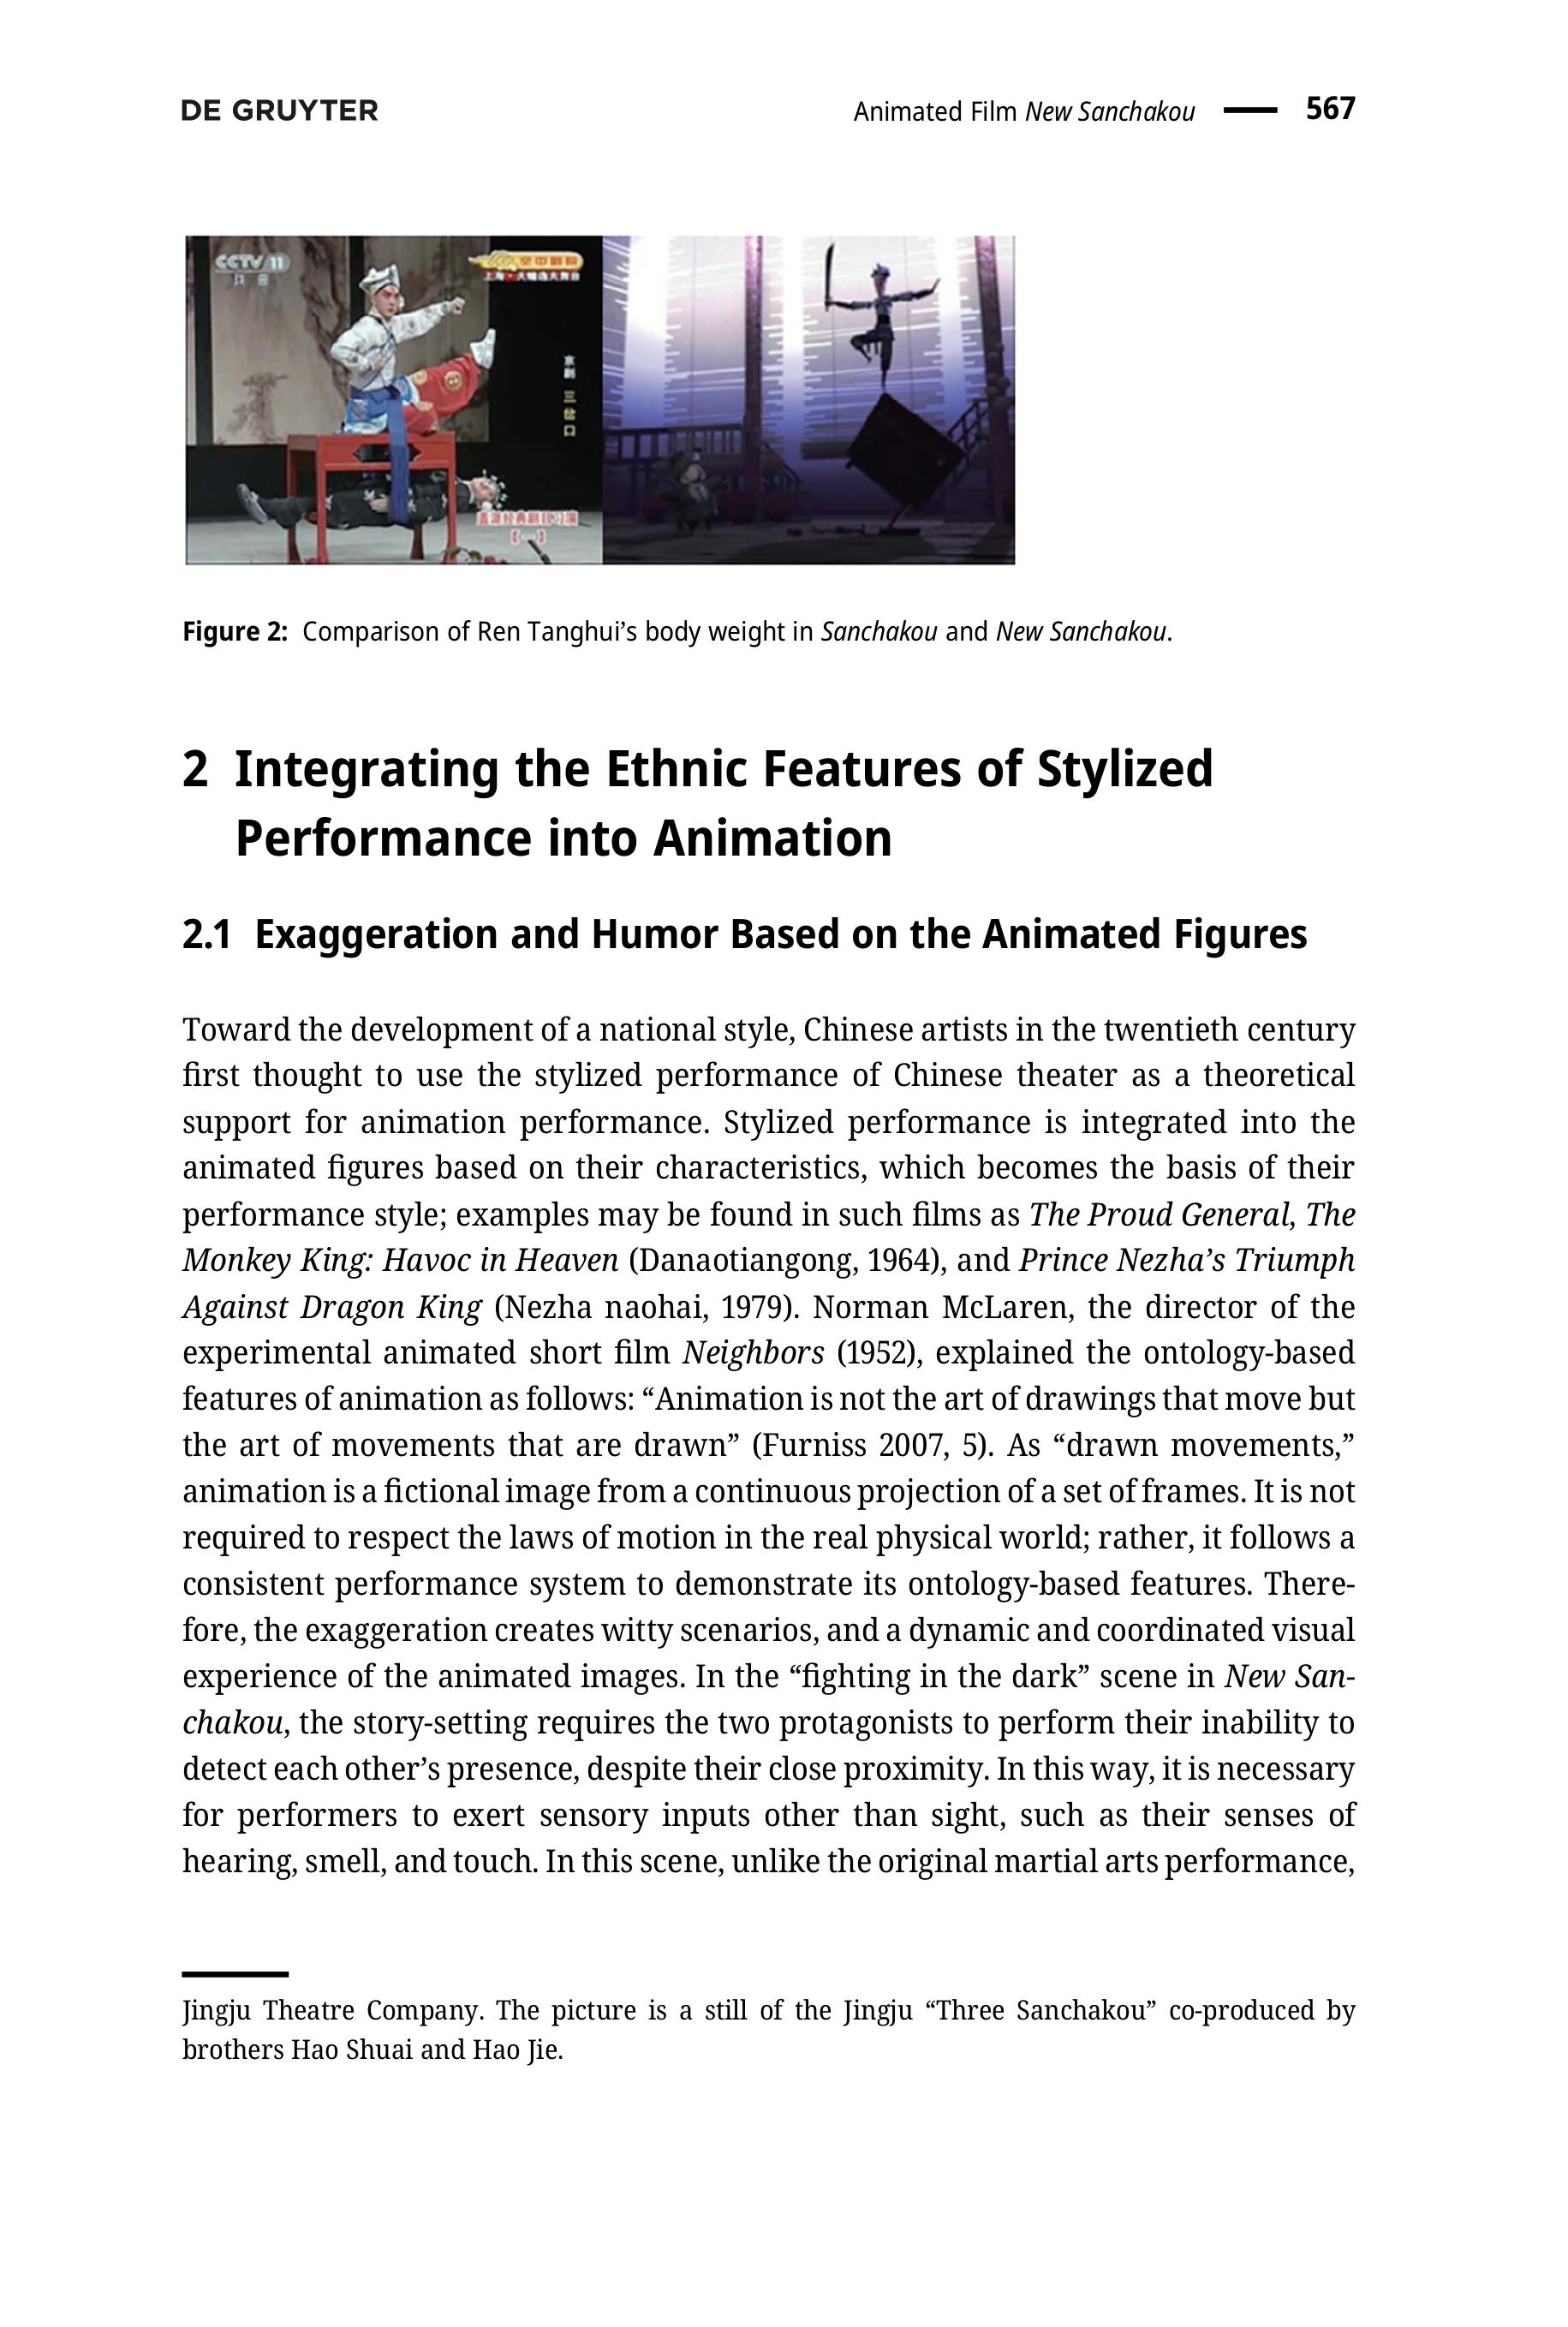 DE GRUYTER
Animated Film New Sanchakou — 567
CCTV 11
京剧 三岔口
Figure 2: Comparison of Ren Tanghui’s body weight in Sanchakou and New Sanchakou.
2 Integrating the Ethnic Features of Stylized
Performance into Animation
2.1 Exaggeration and Humor Based on the Animated Figures
Toward the development of a national style, Chinese artists in the twentieth century
first thought to use the stylized performance of Chinese theater as a theoretical
support for animation performance. Stylized performance is integrated into the
animated figures based on their characteristics, which becomes the basis of their
performance style; examples may be found in such films as The Proud General, The
Monkey King: Havoc in Heaven (Danaotiangong, 1964), and Prince Nezha’s Triumph
Against Dragon King (Nezha naohai, 1979). Norman McLaren, the director of the
experimental animated short film Neighbors (1952), explained the ontology-based
features of animation as follows: “Animation is not the art of drawings that move but
the art of movements that are drawn” (Furniss 2007, 5). As “drawn movements,”
animation is a fictional image from a continuous projection of a set of frames. It is not
required to respect the laws of motion in the real physical world; rather, it follows a
consistent performance system to demonstrate its ontology-based features. There-
fore, the exaggeration creates witty scenarios, and a dynamic and coordinated visual
experience of the animated images. In the “fighting in the dark” scene in New San-
chakou, the story-setting requires the two protagonists to perform their inability to
detect each other’s presence, despite their close proximity. In this way, it is necessary
for performers to exert sensory inputs other than sight, such as their senses of
hearing, smell, and touch. In this scene, unlike the original martial arts performance,
Jingju Theatre Company. The picture is a still of the Jingju “Three Sanchakou” co-produced by
brothers Hao Shuai and Hao Jie.